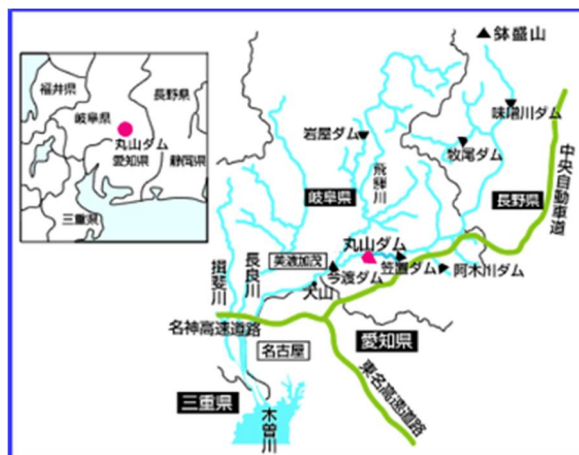 福井県
長野県
岐阜県
丸山ダム
愛知県
静岡県
三重県
鉢盛山
味噌川ダム
岩屋ダム
牧尾ダム
中央自動車道
飛騨川
岐阜県
長野県
丸山ダム
美濃加茂
今渡ダム
笠置ダム
阿木川ダム
揖斐川
長良川
犬山
名神高速道路
愛知県
名古屋
三重県
東名高速道路
木曽川